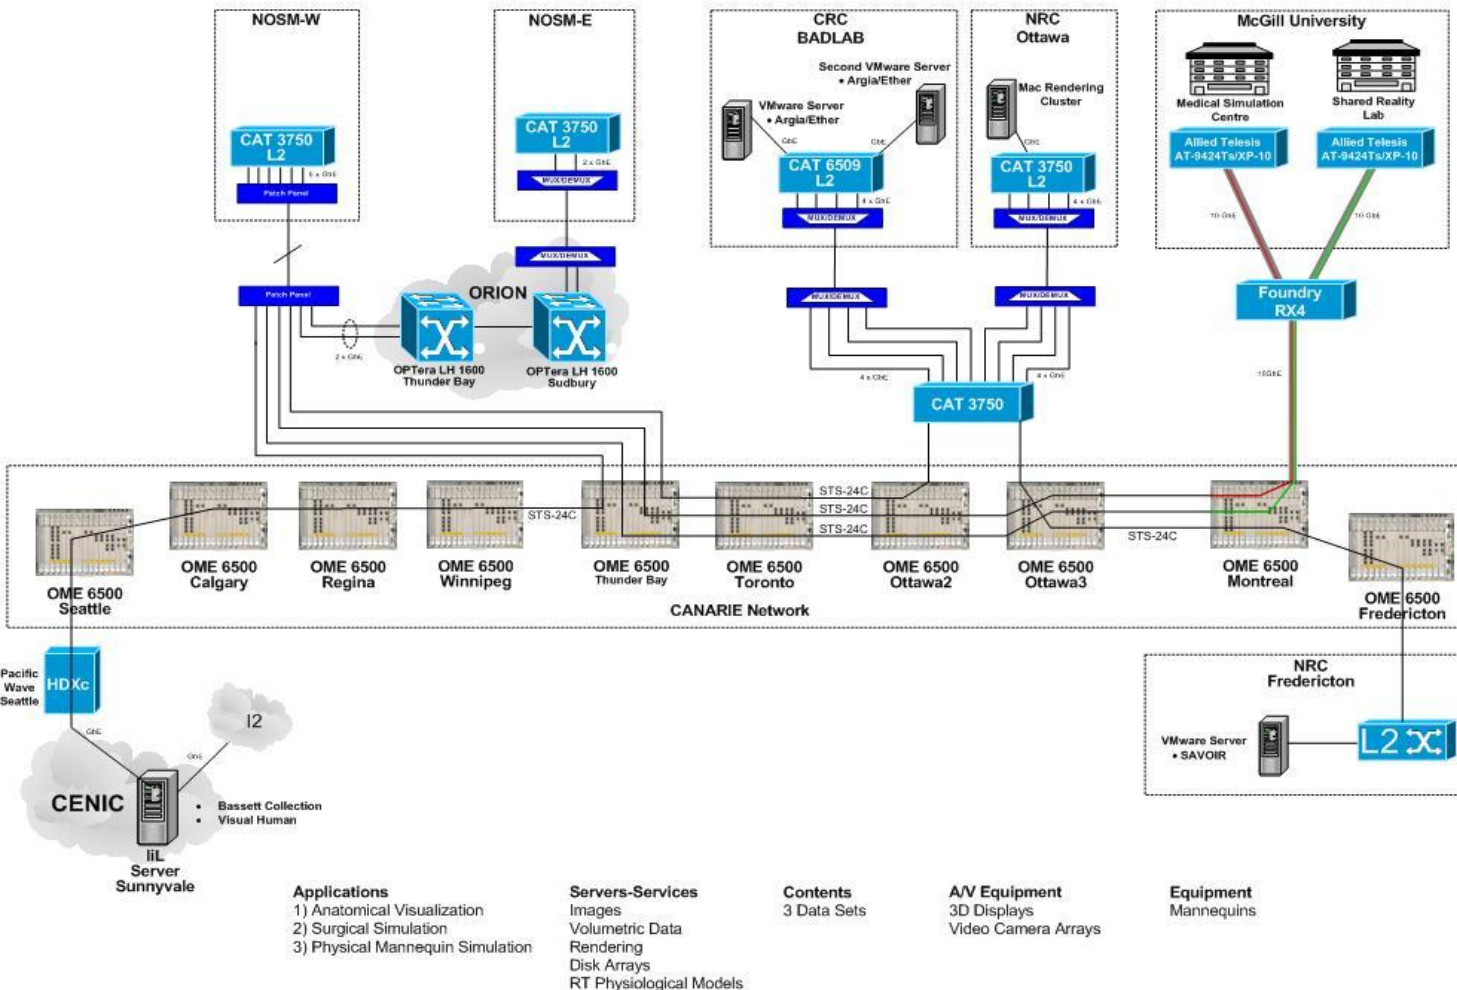 NOSM-W
NOSM-E
CRC
BADLAB
NRC
Ottawa
McGill University
Second VMware Server
• Argia/Ether
VMware Server
• Argia/Ether
Mac Rendering
Cluster
Medical Simulation
Centre
Shared Reality
Lab
CAT 3750
L2
CAT 3750
L2
GbE
GbE
GbE
Allied Telesis
AT-9424Ts/XP-10
Allied Telesis
AT-9424Ts/XP-10
2 x GbE
CAT 6509
L2
CAT 3750
L2
6 x GbE
Patch Panel
MUX/DEMUX
4 x GbE
4 x GbE
MUX/DEMUX
MUX/DEMUX
10 GbE
10 GbE
MUX/DEMUX
Patch Panel
ORION
MUX/DEMUX
MUX/DEMUX
Foundry
RX4
2 x GbE
OPTera LH 1600
Thunder Bay
OPTera LH 1600
Sudbury
4 x GbE
4 x GbE
10GbE
CAT 3750
STS-24C
STS-24C
STS-24C
STS-24C
STS-24C
OME 6500
Seattle
OME 6500
Calgary
OME 6500
Regina
OME 6500
Winnipeg
OME 6500
Thunder Bay
OME 6500
Toronto
OME 6500
Ottawa2
OME 6500
Ottawa3
OME 6500
Montreal
OME 6500
Fredericton
CANARIE Network
Pacific
Wave
Seattle
HDXc
GbE
I2
GbE
CENIC
• Bassett Collection
• Visual Human
IiL
Server
Sunnyvale
NRC
Fredericton
VMware Server
• SAVOIR
L2
Applications
1) Anatomical Visualization
2) Surgical Simulation
3) Physical Mannequin Simulation
Servers-Services
Images
Volumetric Data
Rendering
Disk Arrays
RT Physiological Models
Contents
3 Data Sets
A/V Equipment
3D Displays
Video Camera Arrays
Equipment
Mannequins